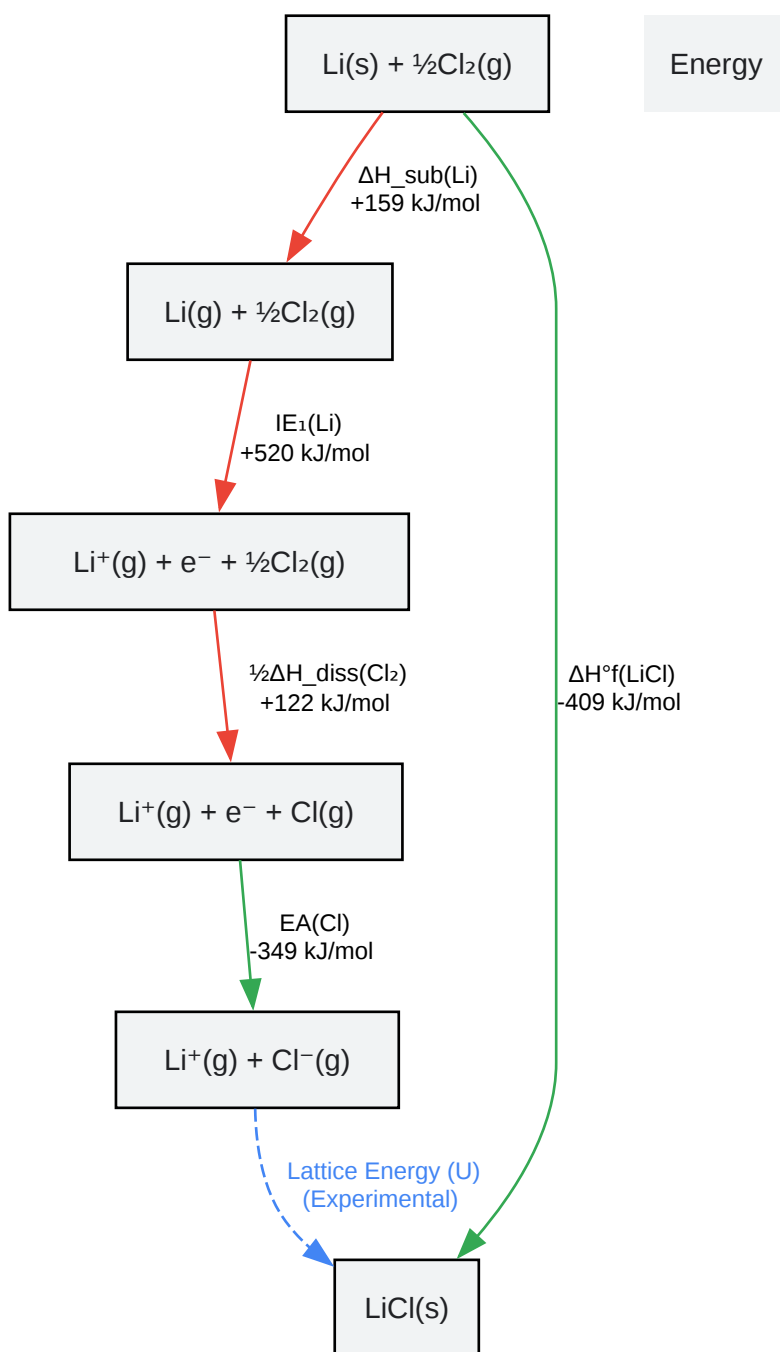 Li(s) + ½Cl₂(g)
Energy
ΔH_sub(Li)
+159 kJ/mol
Li(g) + ½Cl₂(g)
IE₁(Li)
+520 kJ/mol
Li⁺(g) + e⁻ + ½Cl₂(g)
½ΔH_diss(Cl₂)
+122 kJ/mol
ΔH°f(LiCl)
-409 kJ/mol
Li⁺(g) + e⁻ + Cl(g)
EA(Cl)
-349 kJ/mol
Li⁺(g) + Cl⁻(g)
Lattice Energy (U)
(Experimental)
LiCl(s)